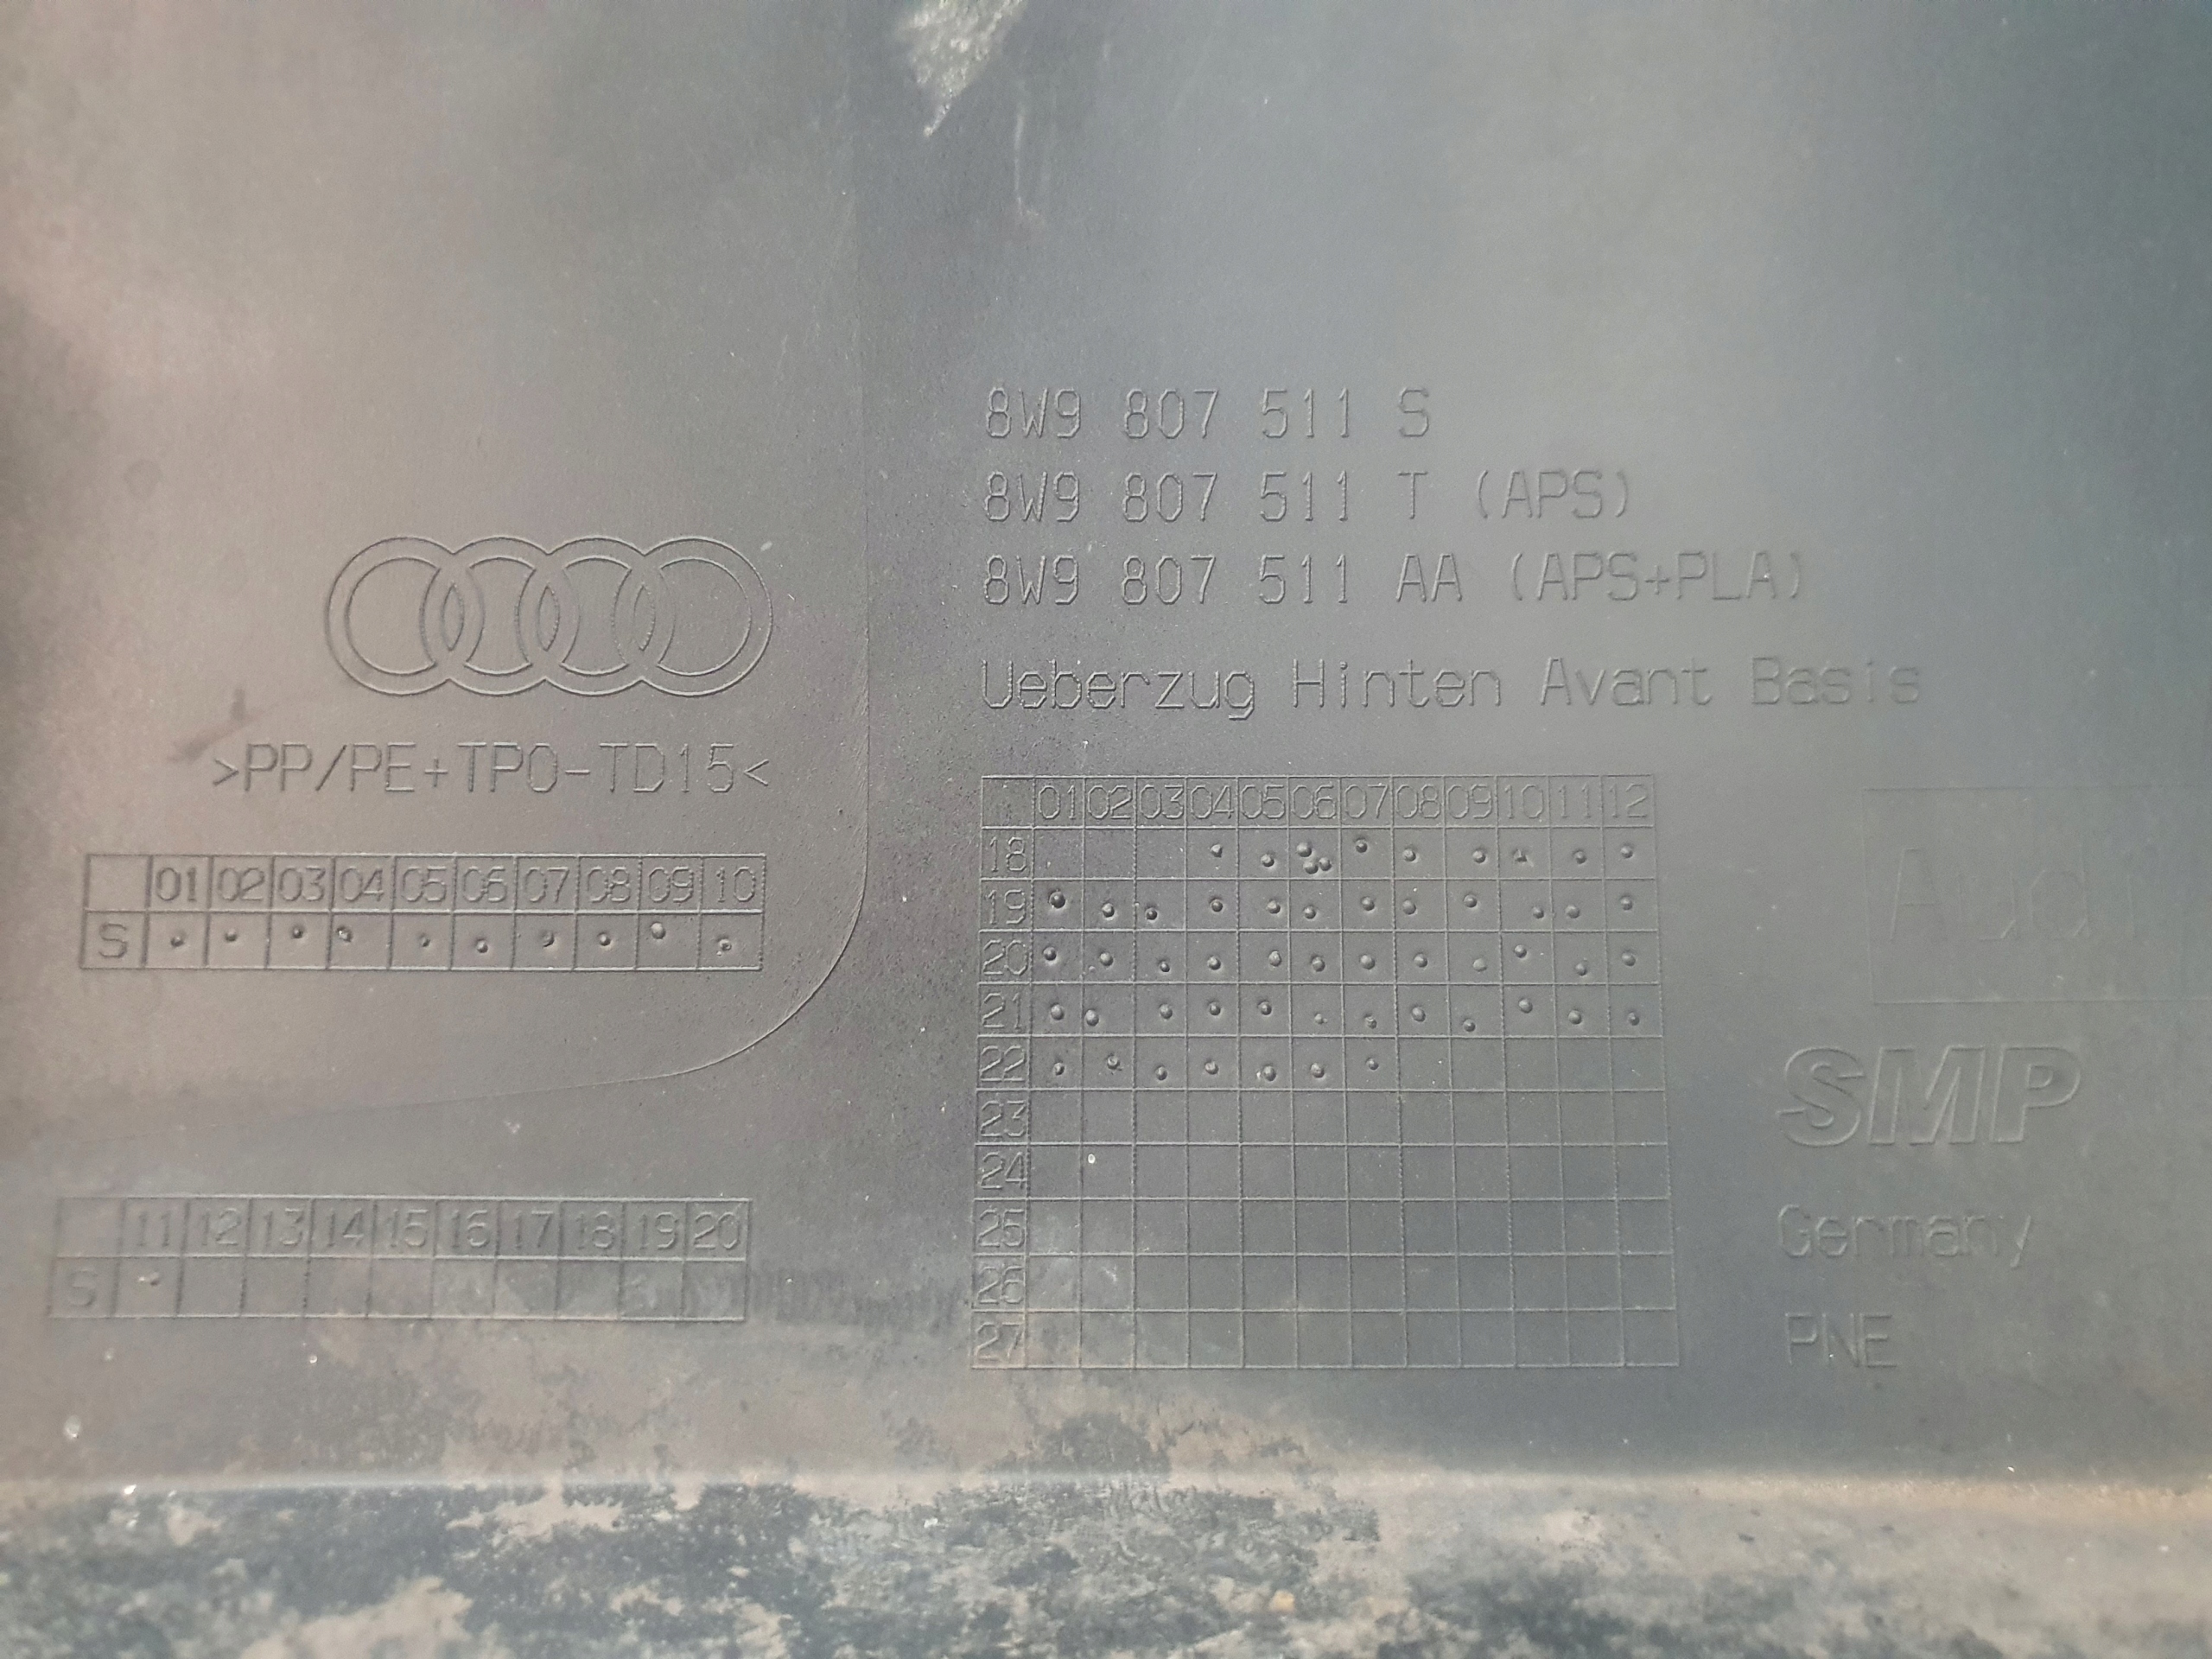 8W9 807 511 S
8W9 807 511 T (APS)
8W9 807 511 AA (APS+PLA)
Ueberzug Hinten Avant Basis
>PP/PE+TPO-TD15<
01 02 03 04 05 06 07 08 09 10
S
11 12 13 14 15 16 17 18 19 20
S
01 02 03 04 05 06 07 08 09 10 11 12
18
19
20
21
22
23
24
25
26
27
Audi
SMP
Germany
PNE